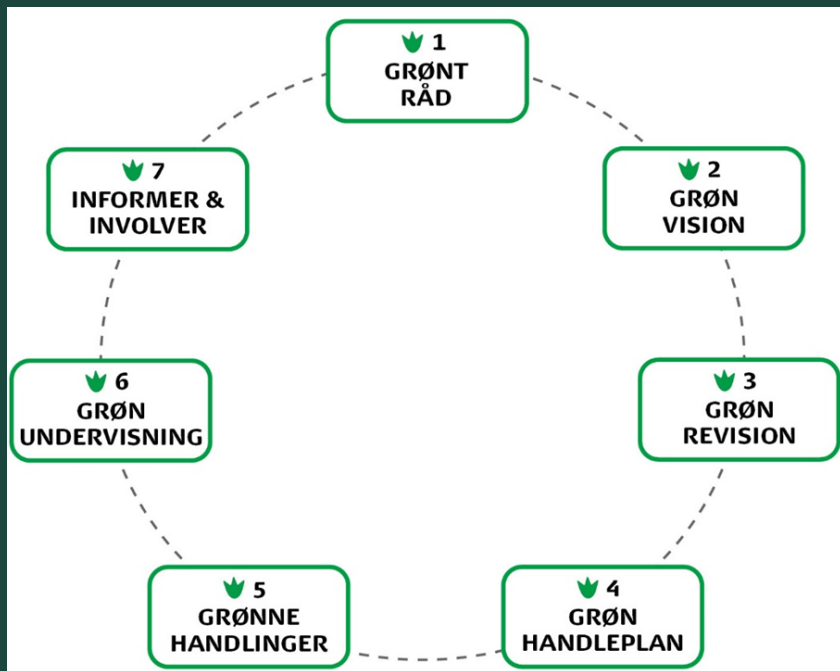 1
GRØNT
RÅD
2
GRØN
VISION
3
GRØN
REVISION
4
GRØN
HANDLEPLAN
5
GRØNNE
HANDLINGER
6
GRØN
UNDERVISNING
7
INFORMER &
INVOLVER